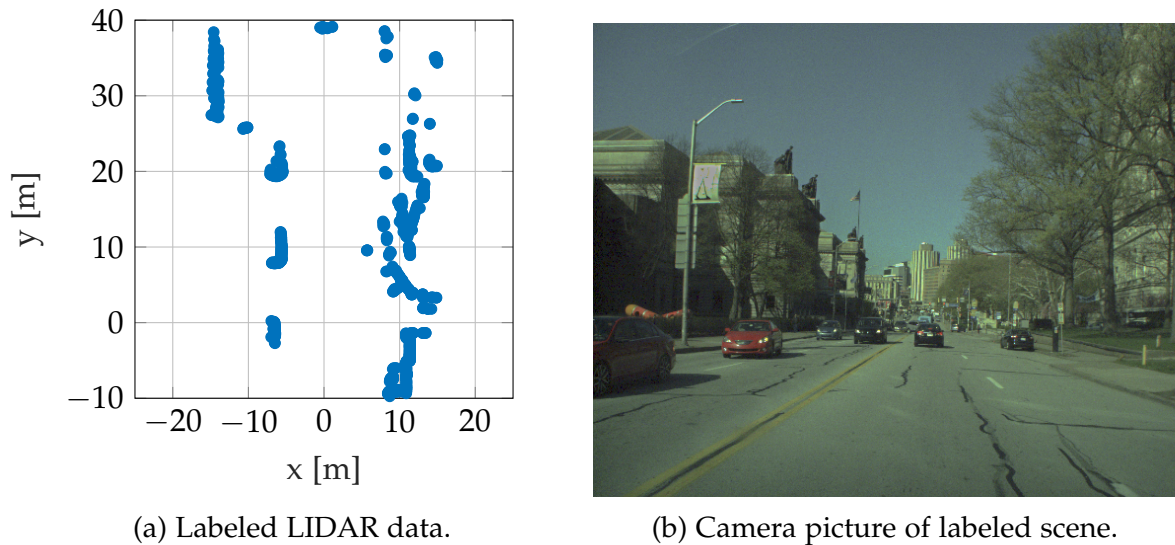 40
30
20
10
0
−10
y [m]
−20 −10 0 10 20
x [m]
(a) Labeled LIDAR data.
(b) Camera picture of labeled scene.